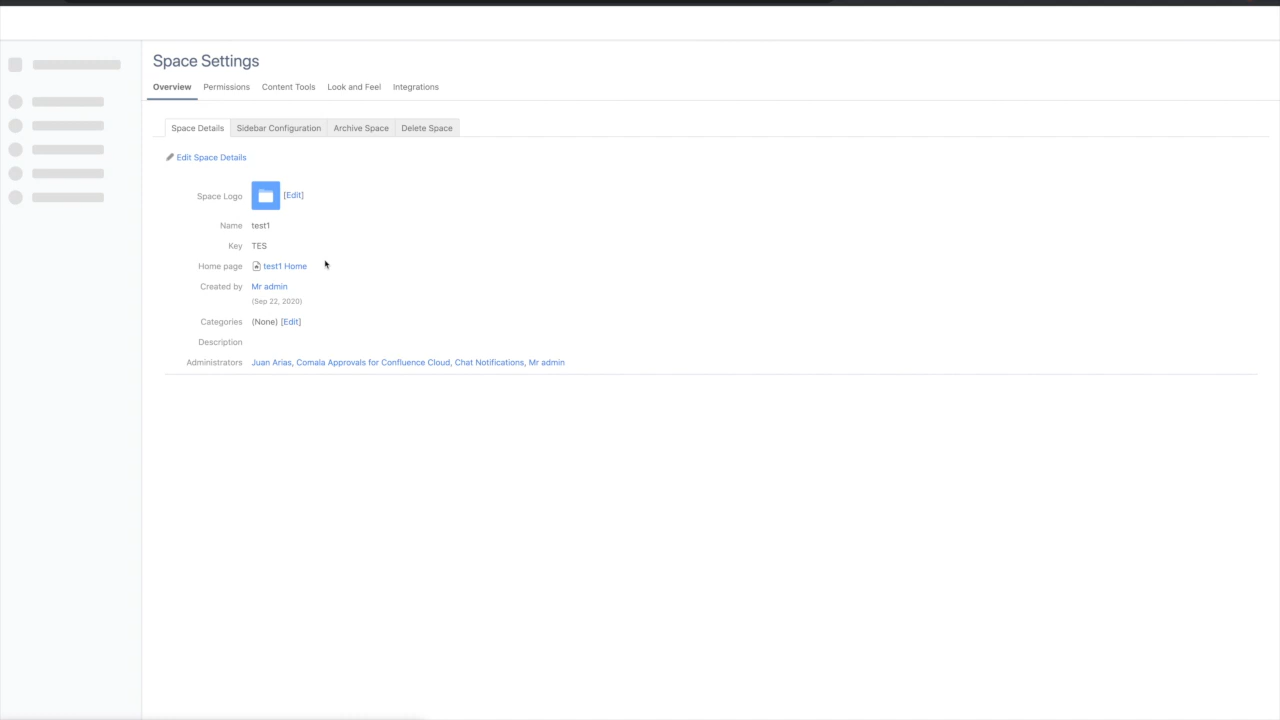 Space Settings
Overview Permissions Content Tools Look and Feel Integrations
Space Details Sidebar Configuration Archive Space Delete Space
Edit Space Details
Space Logo [Edit]
Name test1
Key TES
Home page test1 Home
Created by Mr admin
(Sep 22, 2020)
Categories (None) [Edit]
Description
Administrators Juan Arias, Comala Approvals for Confluence Cloud, Chat Notifications, Mr admin